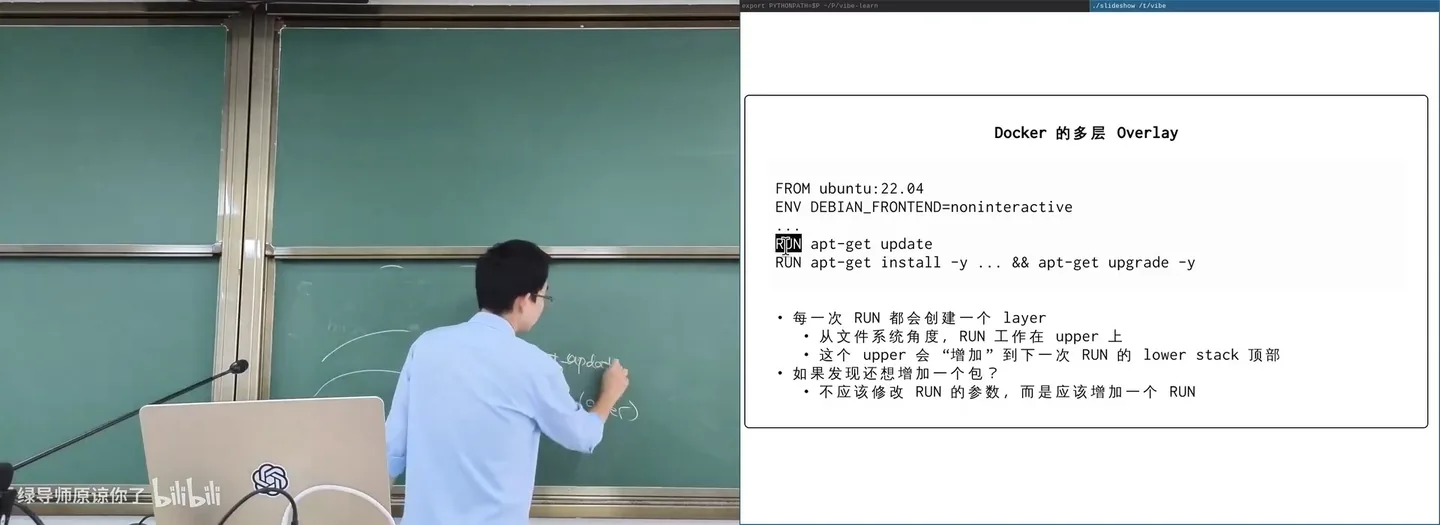 export PYTHONPATH=$P ~/P/vibe-learn
./slideshow /t/vibe
Docker 的多层 Overlay
FROM ubuntu:22.04
ENV DEBIAN_FRONTEND=noninteractive
...
RUN apt-get update
RUN apt-get install -y ... && apt-get upgrade -y
• 每一次 RUN 都会创建一个 layer
• 从文件系统角度, RUN 工作在 upper 上
• 这个 upper 会 “增加” 到下一次 RUN 的 lower stack 顶部
• 如果发现还想增加一个包?
• 不应该修改 RUN 的参数, 而是应该增加一个 RUN
绿导师原谅你了 bilibili